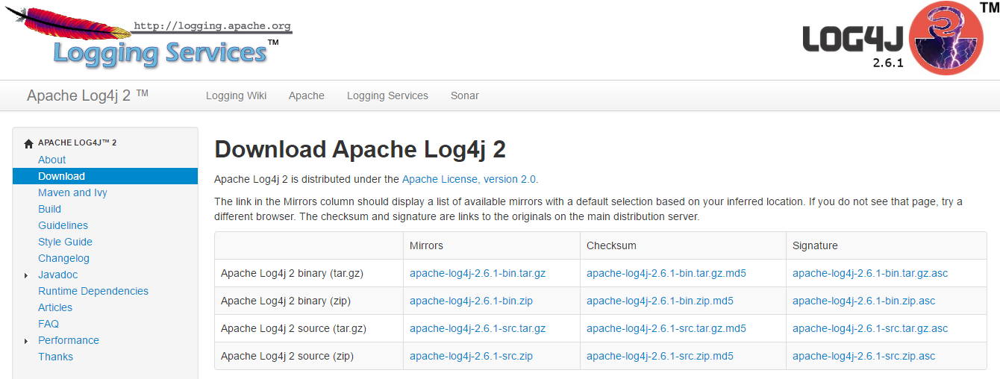 http://logging.apache.org
Logging Services™
LOG4J™
2.6.1
Apache Log4j 2 ™
Logging Wiki
Apache
Logging Services
Sonar
APACHE LOG4J™ 2
About
Download
Maven and Ivy
Build
Guidelines
Style Guide
Changelog
Javadoc
Runtime Dependencies
Articles
FAQ
Performance
Thanks
Download Apache Log4j 2
Apache Log4j 2 is distributed under the Apache License, version 2.0.
The link in the Mirrors column should display a list of available mirrors with a default selection based on your inferred location. If you do not see that page, try a
different browser. The checksum and signature are links to the originals on the main distribution server.
Mirrors Checksum Signature
Apache Log4j 2 binary (tar.gz) apache-log4j-2.6.1-bin.tar.gz apache-log4j-2.6.1-bin.tar.gz.md5 apache-log4j-2.6.1-bin.tar.gz.asc
Apache Log4j 2 binary (zip) apache-log4j-2.6.1-bin.zip apache-log4j-2.6.1-bin.zip.md5 apache-log4j-2.6.1-bin.zip.asc
Apache Log4j 2 source (tar.gz) apache-log4j-2.6.1-src.tar.gz apache-log4j-2.6.1-src.tar.gz.md5 apache-log4j-2.6.1-src.tar.gz.asc
Apache Log4j 2 source (zip) apache-log4j-2.6.1-src.zip apache-log4j-2.6.1-src.zip.md5 apache-log4j-2.6.1-src.zip.asc